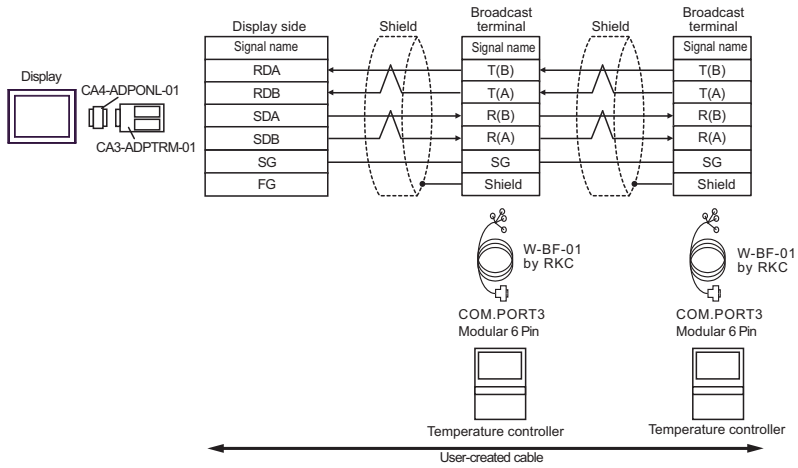 Display side
Shield
Broadcast
terminal
Shield
Broadcast
terminal
Signal name
Signal name
Signal name
Display
CA4-ADPONL-01
CA3-ADPTRM-01
RDA
T(B)
T(B)
RDB
T(A)
T(A)
SDA
R(B)
R(B)
SDB
R(A)
R(A)
SG
SG
SG
FG
Shield
Shield
W-BF-01
by RKC
W-BF-01
by RKC
COM.PORT3
Modular 6 Pin
COM.PORT3
Modular 6 Pin
Temperature controller
Temperature controller
User-created cable